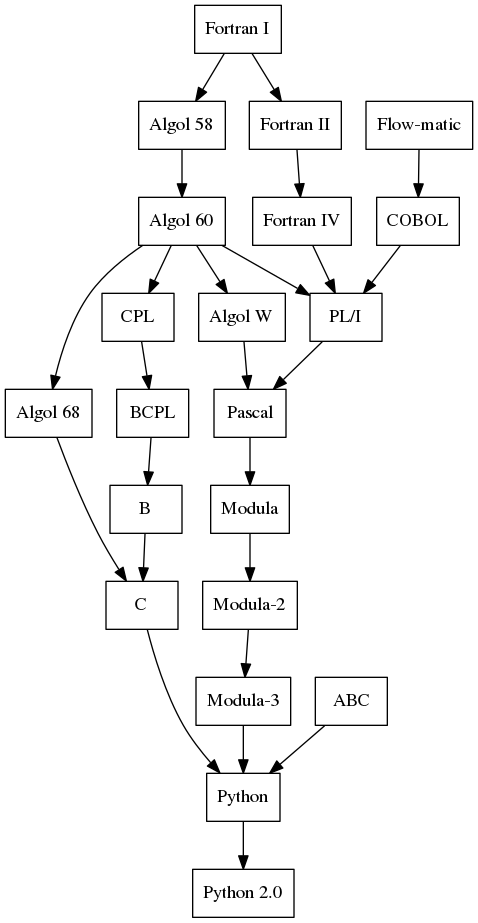 Fortran I
Algol 58
Fortran II
Flow-matic
Algol 60
Fortran IV
COBOL
CPL
Algol W
PL/I
Algol 68
BCPL
Pascal
B
Modula
C
Modula-2
Modula-3
ABC
Python
Python 2.0